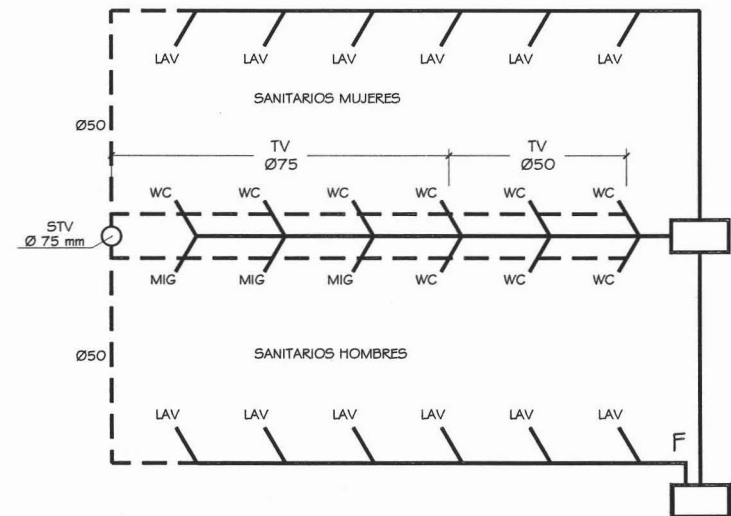 LAV LAV LAV LAV LAV LAV
SANITARIOS MUJERES
Ø50
TV TV
Ø75 Ø50
WC WC WC WC WC WC
STV
Ø 75 mm
MIG MIG MIG WC WC WC
Ø50
SANITARIOS HOMBRES
LAV LAV LAV LAV LAV LAV
F